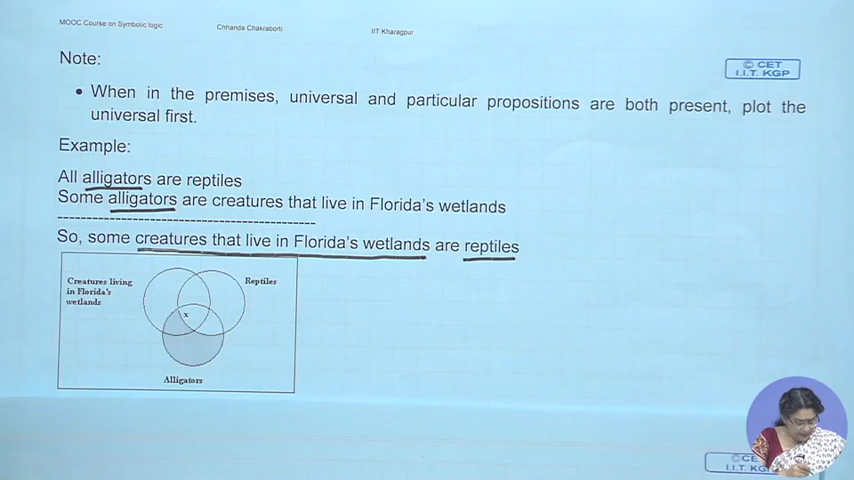 MOOC Course on Symbolic logic
Chhanda Chakraborti
IIT Kharagpur
© CET
I.I.T. KGP
Note:
• When in the premises, universal and particular propositions are both present, plot the
universal first.
Example:
All alligators are reptiles
Some alligators are creatures that live in Florida's wetlands
------------------------------------------------
So, some creatures that live in Florida's wetlands are reptiles
Creatures living
in Florida's
wetlands
Reptiles
x
Alligators
© CE
I.I.T. KG